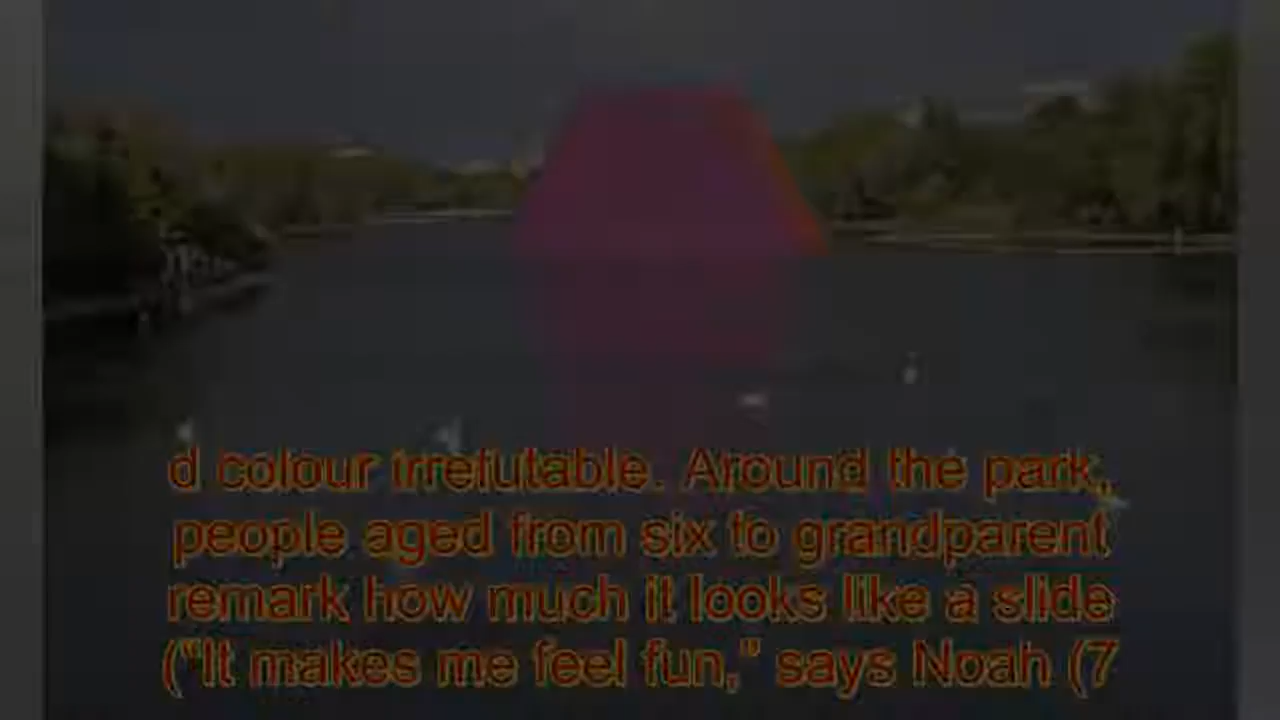 d colour irrefutable. Around the park,
people aged from six to grandparent
remark how much it looks like a slide
("It makes me feel fun," says Noah (7